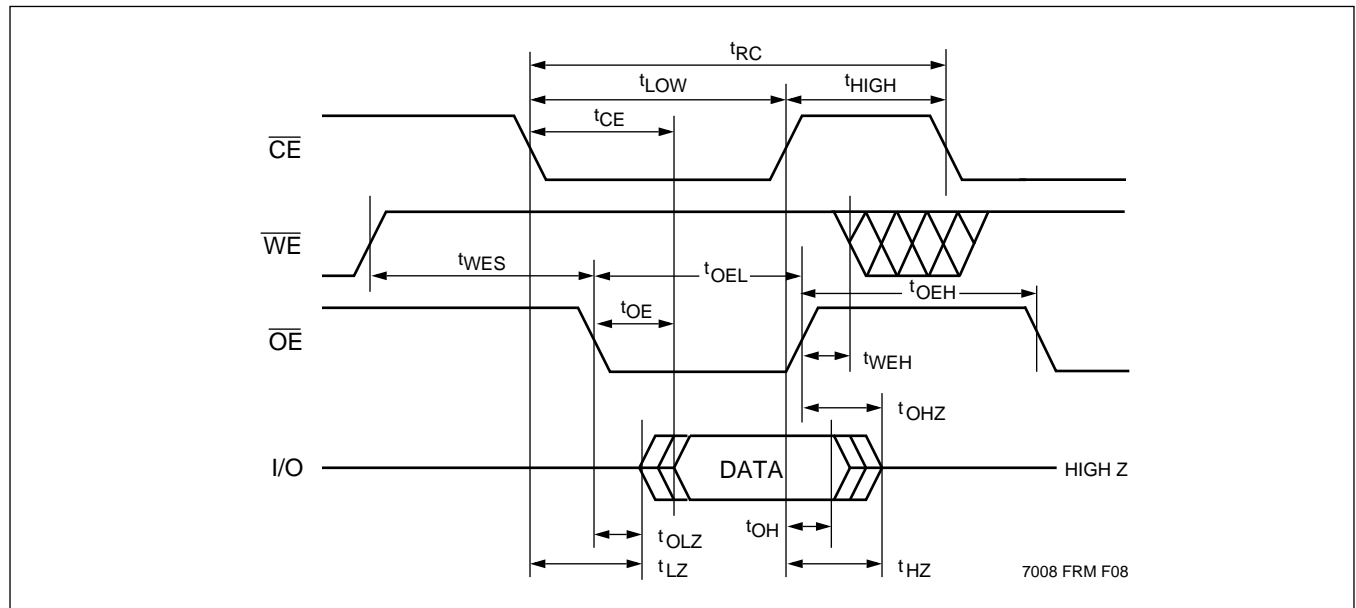 tRC
tLOW
tHIGH
tCE
CE
WE
tWES
tOEL
tOEH
tOE
OE
tWEH
tOHZ
I/O
DATA
HIGH Z
tOH
tOLZ
tLZ
tHZ
7008 FRM F08